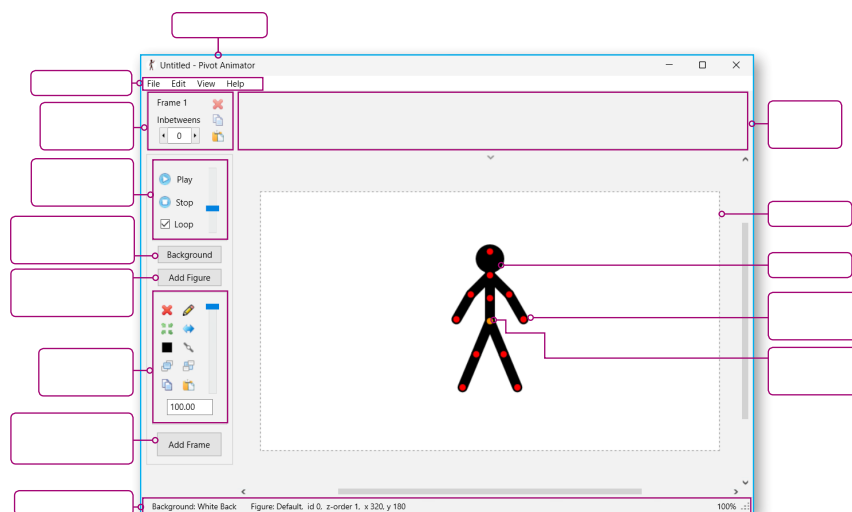 Untitled - Pivot Animator
File Edit View Help
Frame 1
Inbetweens
0
Play
Stop
Loop
Background
Add Figure
100.00
Add Frame
Background: White Back Figure: Default, id 0, z-order 1, x 320, y 180 100%